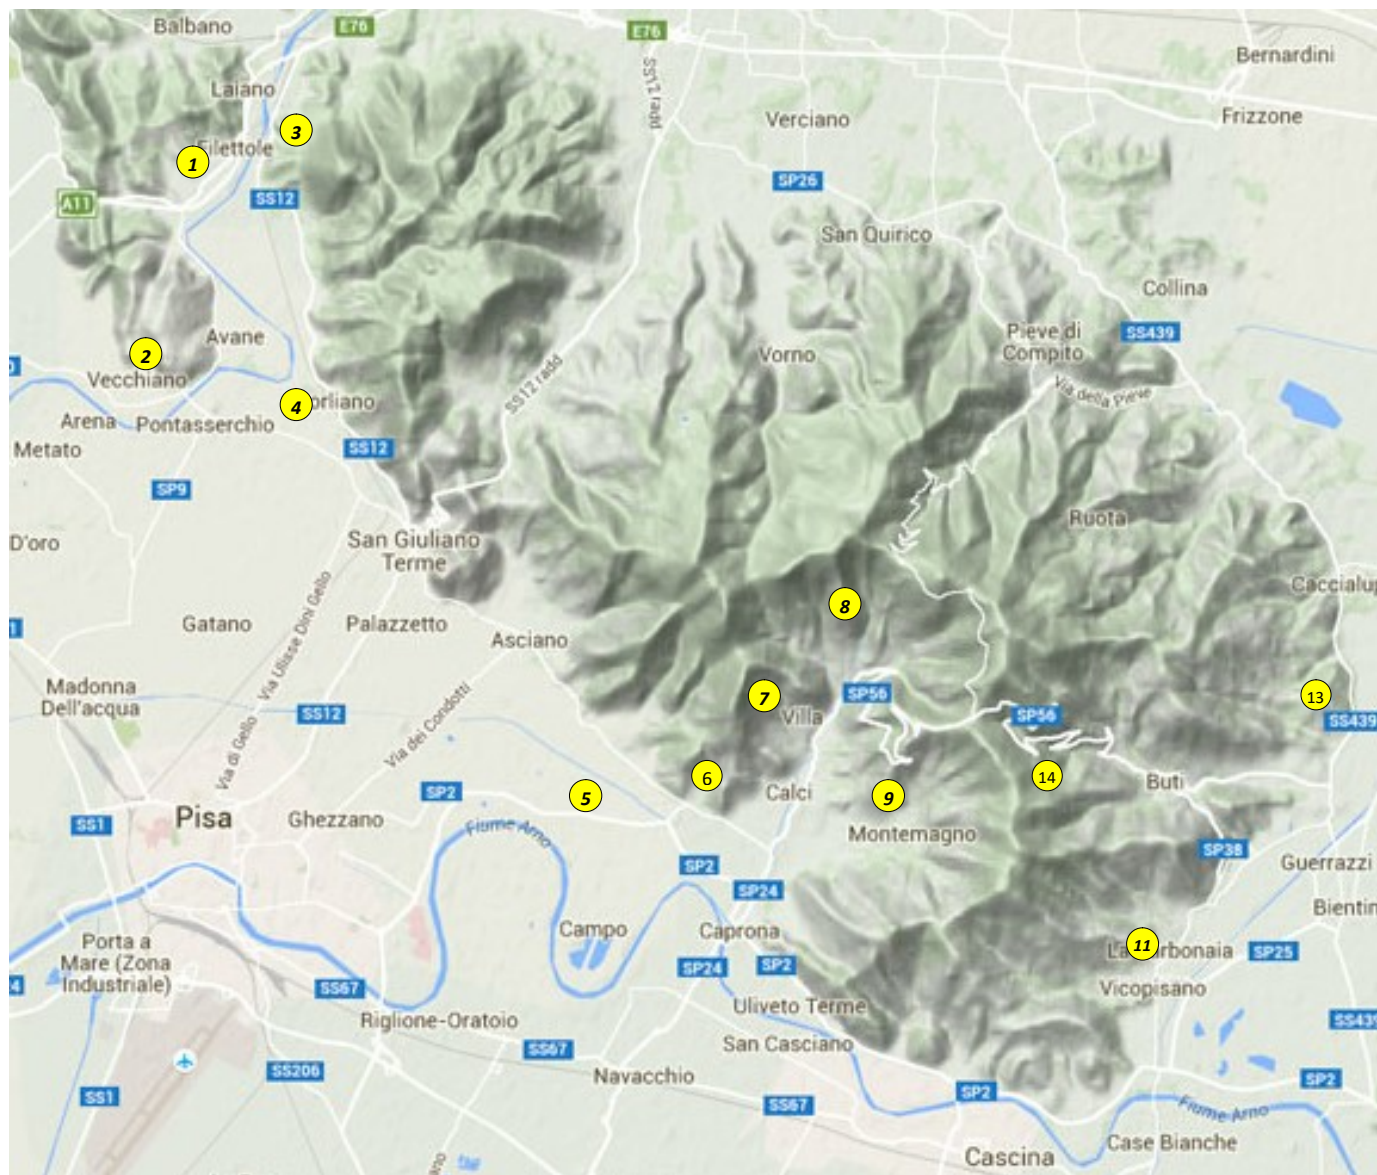 Balbano
E76
E76
Bernardini
SS12 radd
Laiano
Frizzone
Verciano
3
Filettole
1
SP26
A11
SS12
San Quirico
Collina
Avane
SS439
Pieve di
Compito
2
Vorno
Vecchiano
Via della Pieve
SS12 radd
4
orliano
Arena
Pontasserchio
Metato
SS12
SP9
Ruota
D'oro
San Giuliano
Terme
Via Ulisse Dini Gello
8
Gatano
Palazzetto
Asciano
Madonna
Dell'acqua
7
SP56
13
SS12
Villa
SP56
SS439
Via di Gello
Via dei Condotti
6
14
Buti
SP2
5
Calci
9
Pisa
Ghezzano
SS1
Fiume Arno
Montemagno
SP38
Guerrazzi
SP2
SP24
Campo
Caprona
11
SP25
Porta a
Mare (Zona
Industriale)
SP24
SP2
SS67
Vicopisano
Uliveto Terme
Riglione-Oratoio
San Casciano
SS67
SS206
Navacchio
SS1
SP2
SP2
SS67
Fiume Arno
Case Bianche
Cascina